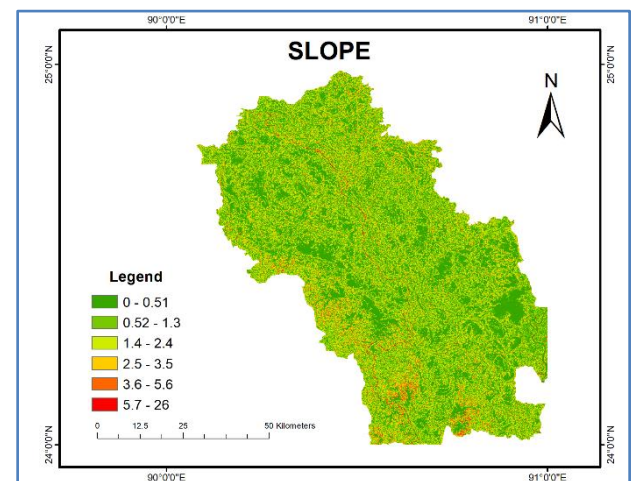 90°0'0"E
91°0'0"E
SLOPE
25°0'0"N
25°0'0"N
N
Legend
0 - 0.51
0.52 - 1.3
1.4 - 2.4
2.5 - 3.5
3.6 - 5.6
5.7 - 26
0 12.5 25 50 Kilometers
24°0'0"N
24°0'0"N
90°0'0"E
91°0'0"E